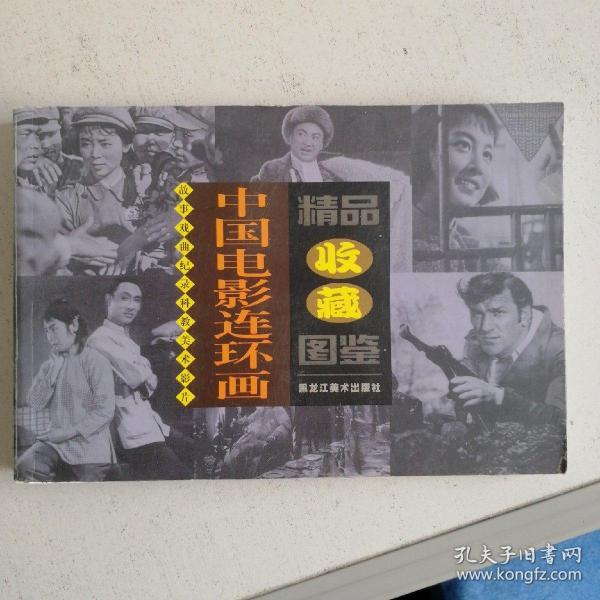 故事戏曲纪录科教美术影片
中国电影连环画
精品
收藏
图鉴
黑龙江美术出版社
孔夫子旧书网
www.kongfz.com